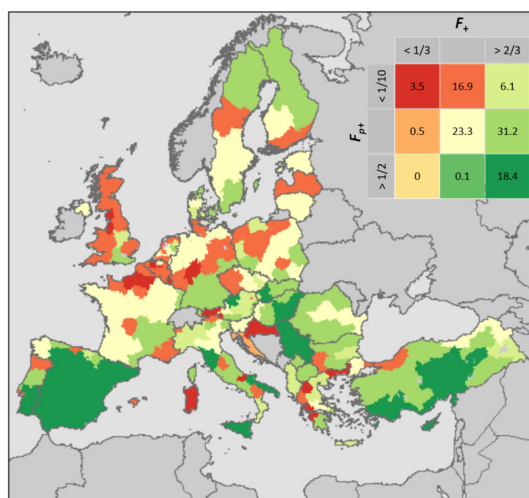 F+
< 1/3 > 2/3
< 1/10 3.5 16.9 6.1
Fp+ 0.5 23.3 31.2
> 1/2 0 0.1 18.4